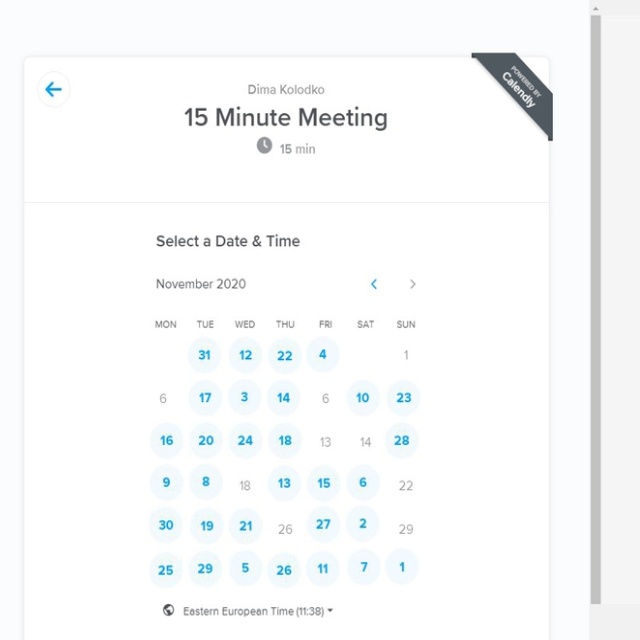 POWERED BY
Calendly
Dima Kolodko
15 Minute Meeting
15 min
Select a Date & Time
November 2020
MON TUE WED THU FRI SAT SUN
31 12 22 4 1
6 17 3 14 6 10 23
16 20 24 18 13 14 28
9 8 18 13 15 6 22
30 19 21 26 27 2 29
25 29 5 26 11 7 1
Eastern European Time (11:38)